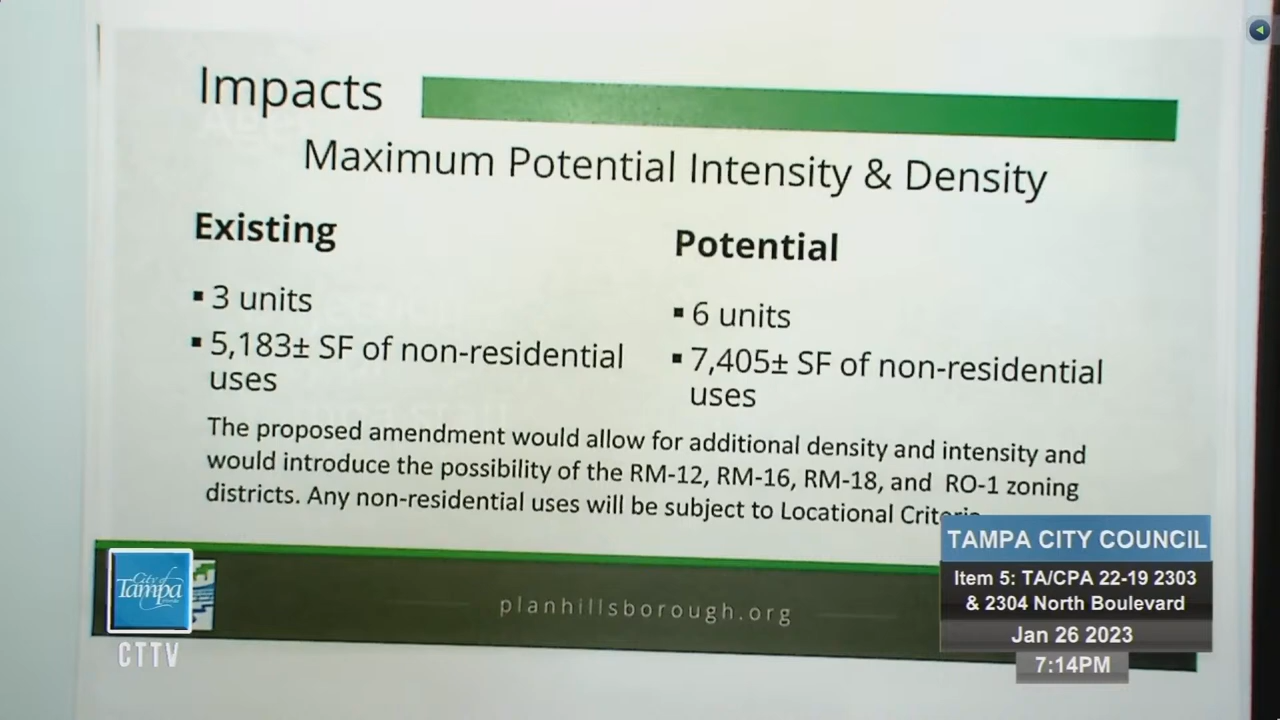 Impacts
Maximum Potential Intensity & Density
Existing
▪ 3 units
▪ 5,183± SF of non-residential
uses
Potential
▪ 6 units
▪ 7,405± SF of non-residential
uses
The proposed amendment would allow for additional density and intensity and
would introduce the possibility of the RM-12, RM-16, RM-18, and RO-1 zoning
districts. Any non-residential uses will be subject to Locational Criteria
planhillsborough.org
City of
Tampa
CTTV
TAMPA CITY COUNCIL
Item 5: TA/CPA 22-19 2303
& 2304 North Boulevard
Jan 26 2023
7:14PM